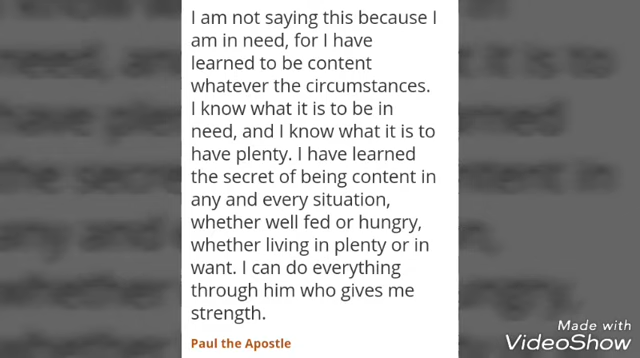 I am not saying this because I
am in need, for I have
learned to be content
whatever the circumstances.
I know what it is to be in
need, and I know what it is to
have plenty. I have learned
the secret of being content in
any and every situation,
whether well fed or hungry,
whether living in plenty or in
want. I can do everything
through him who gives me
strength.
Paul the Apostle
Made with
VideoShow